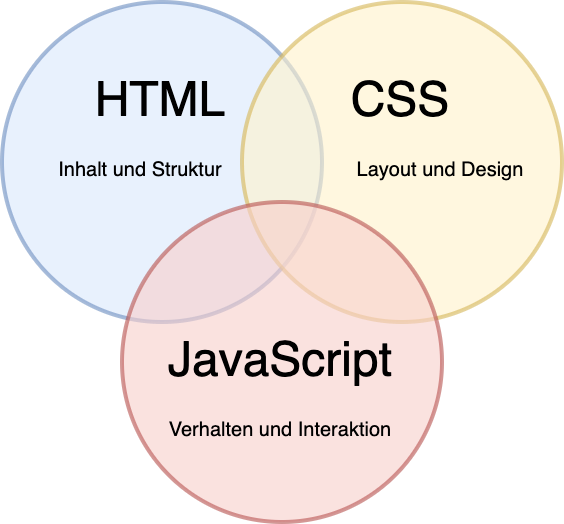 HTML
CSS
Inhalt und Struktur
Layout und Design
JavaScript
Verhalten und Interaktion